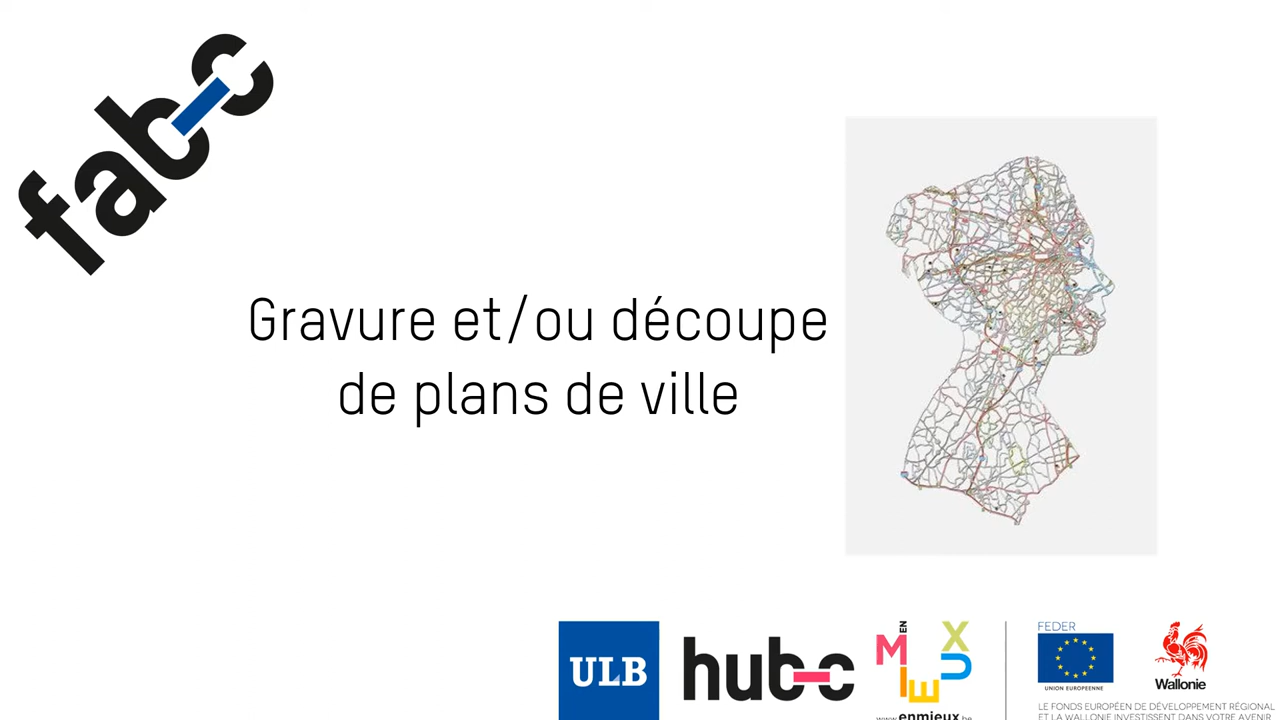 fab-c
Gravure et/ou découpe
de plans de ville
ULB
hub-c
EN
MIEUX
www.enmieux.be
FEDER
UNION EUROPEENNE
Wallonie
LE FONDS EUROPÉEN DE DÉVELOPPEMENT RÉGIONAL
ET LA WALLONIE INVESTISSENT DANS VOTRE AVENIR